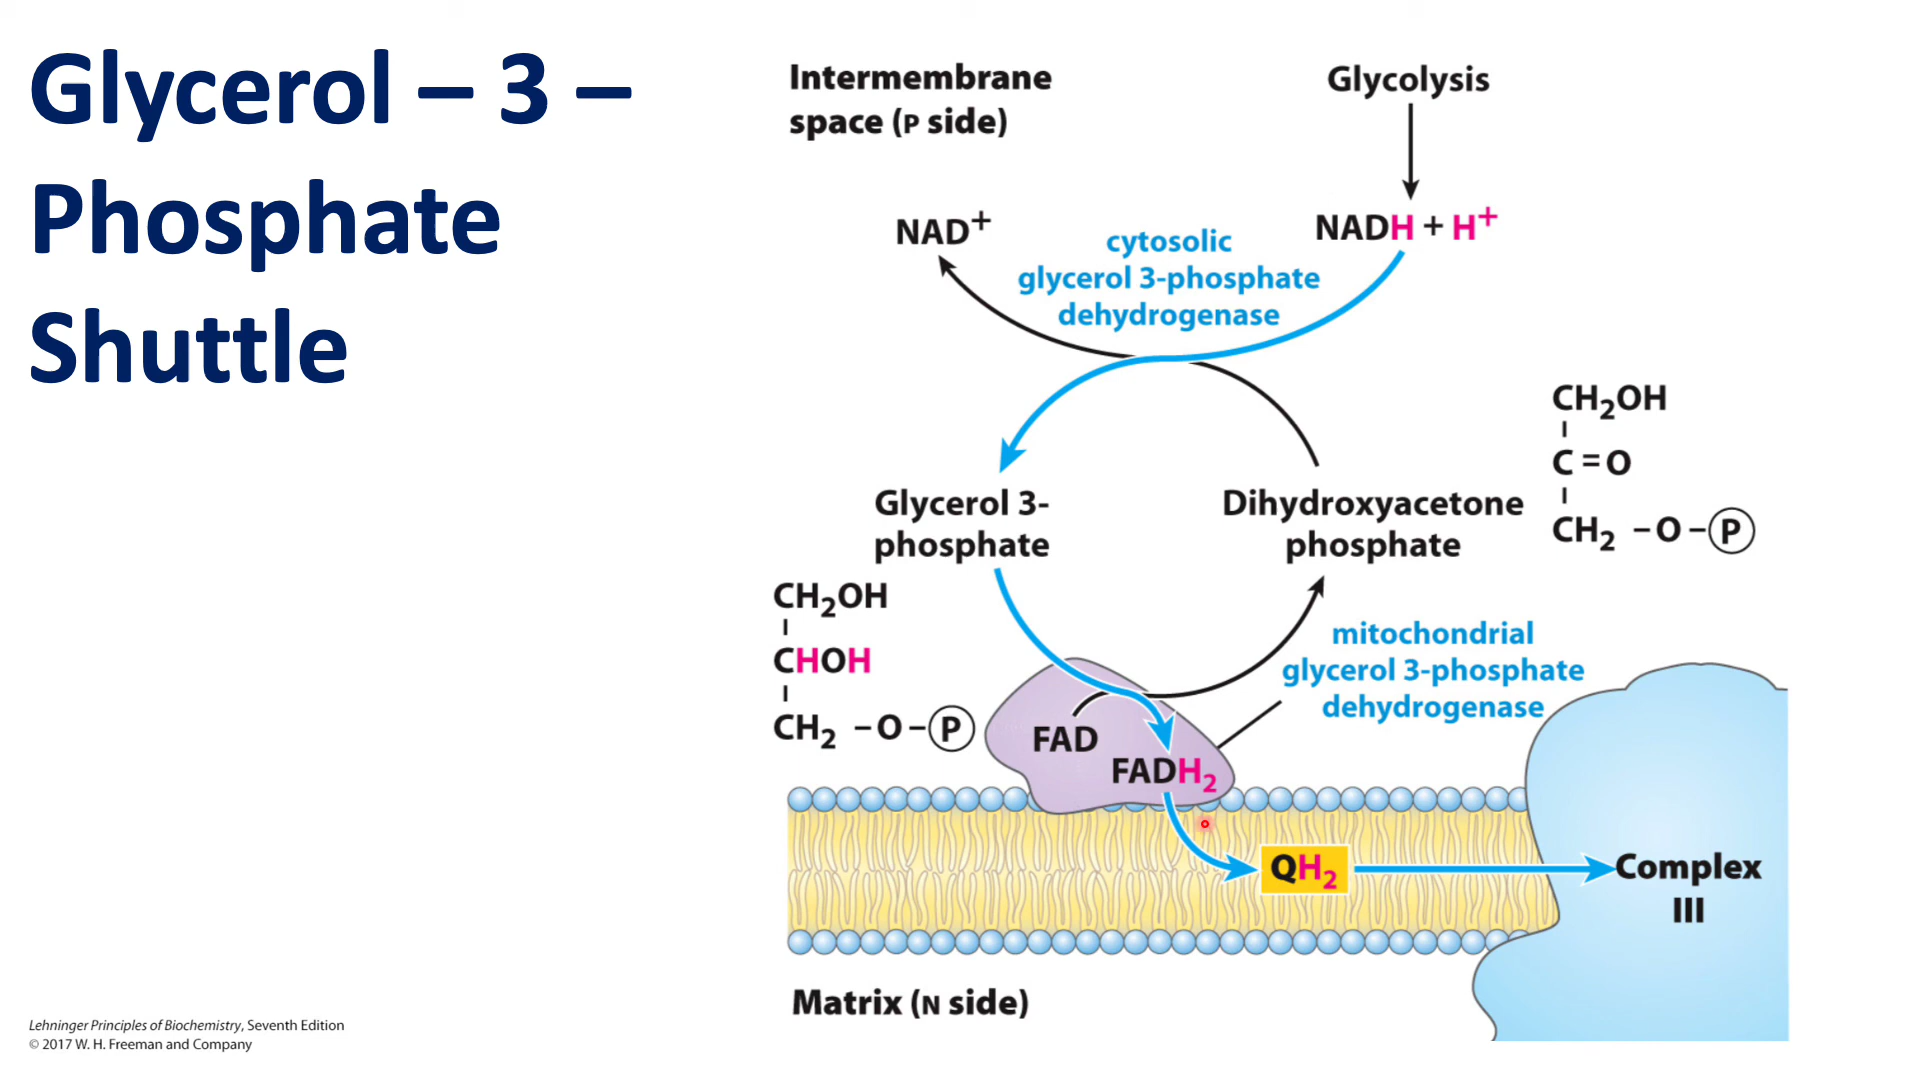 Glycerol – 3 –
Phosphate
Shuttle
Intermembrane
space (P side)
Glycolysis
NAD⁺
NADH + H⁺
cytosolic
glycerol 3-phosphate
dehydrogenase
CH₂OH
C=O
CH₂ –O–P
Glycerol 3-
phosphate
Dihydroxyacetone
phosphate
CH₂OH
CHOH
CH₂ –O–P
mitochondrial
glycerol 3-phosphate
dehydrogenase
FAD
FADH₂
QH₂
Complex
III
Matrix (N side)
Lehninger Principles of Biochemistry, Seventh Edition
© 2017 W. H. Freeman and Company